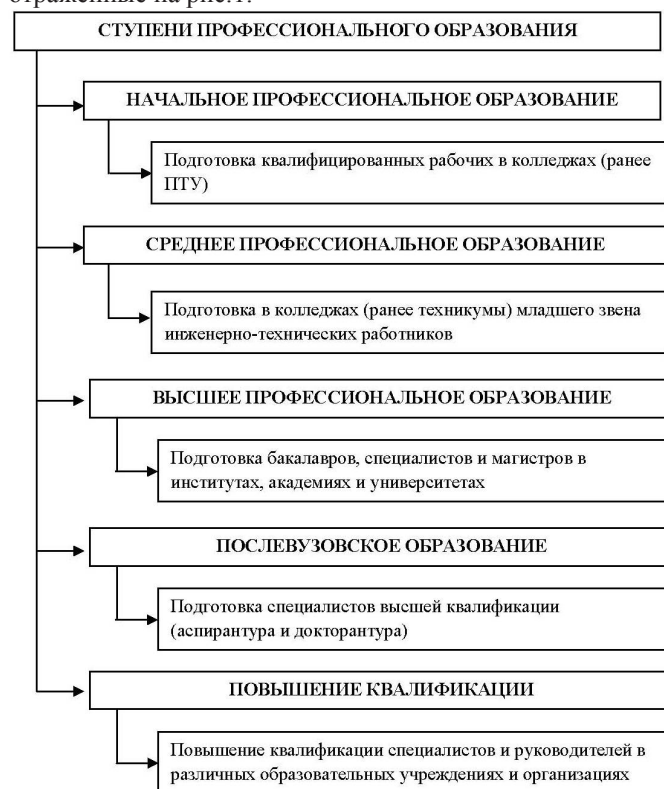 отраженные на рис.1.
СТУПЕНИ ПРОФЕССИОНАЛЬНОГО ОБРАЗОВАНИЯ
НАЧАЛЬНОЕ ПРОФЕССИОНАЛЬНОЕ ОБРАЗОВАНИЕ
Подготовка квалифицированных рабочих в колледжах (ранее
ПТУ)
СРЕДНЕЕ ПРОФЕССИОНАЛЬНОЕ ОБРАЗОВАНИЕ
Подготовка в колледжах (ранее техникумы) младшего звена
инженерно-технических работников
ВЫСШЕЕ ПРОФЕССИОНАЛЬНОЕ ОБРАЗОВАНИЕ
Подготовка бакалавров, специалистов и магистров в
институтах, академиях и университетах
ПОСЛЕВУЗОВСКОЕ ОБРАЗОВАНИЕ
Подготовка специалистов высшей квалификации
(аспирантура и докторантура)
ПОВЫШЕНИЕ КВАЛИФИКАЦИИ
Повышение квалификации специалистов и руководителей в
различных образовательных учреждениях и организациях